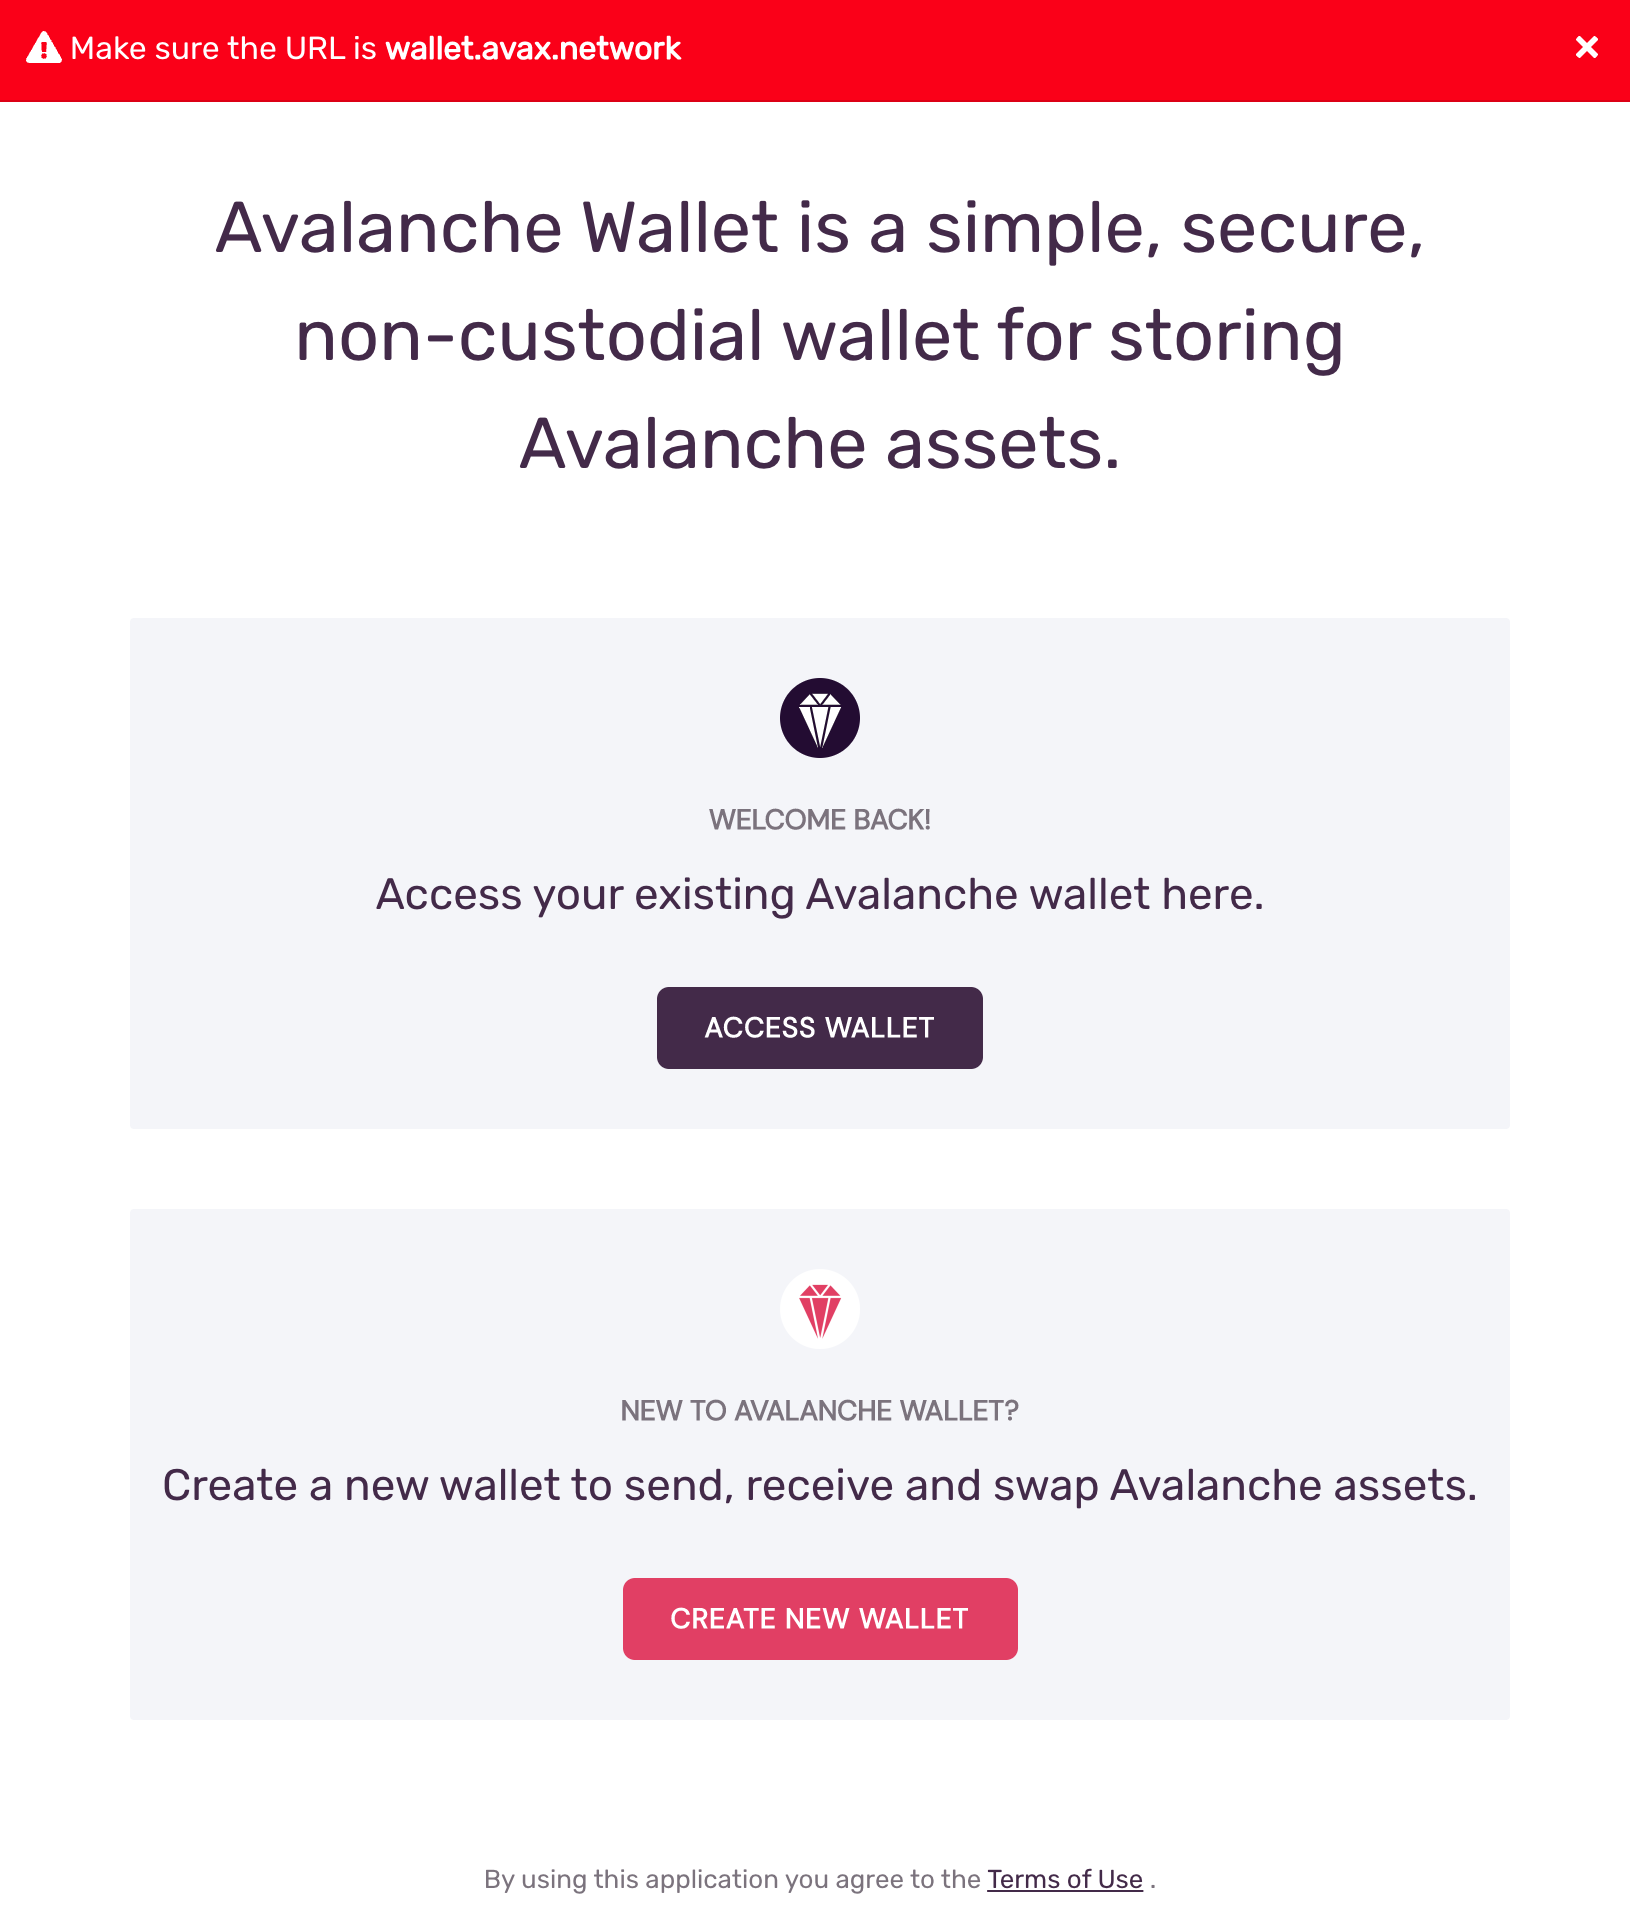 Make sure the URL is wallet.avax.network
Avalanche Wallet is a simple, secure,
non-custodial wallet for storing
Avalanche assets.
WELCOME BACK!
Access your existing Avalanche wallet here.
ACCESS WALLET
NEW TO AVALANCHE WALLET?
Create a new wallet to send, receive and swap Avalanche assets.
CREATE NEW WALLET
By using this application you agree to the Terms of Use .